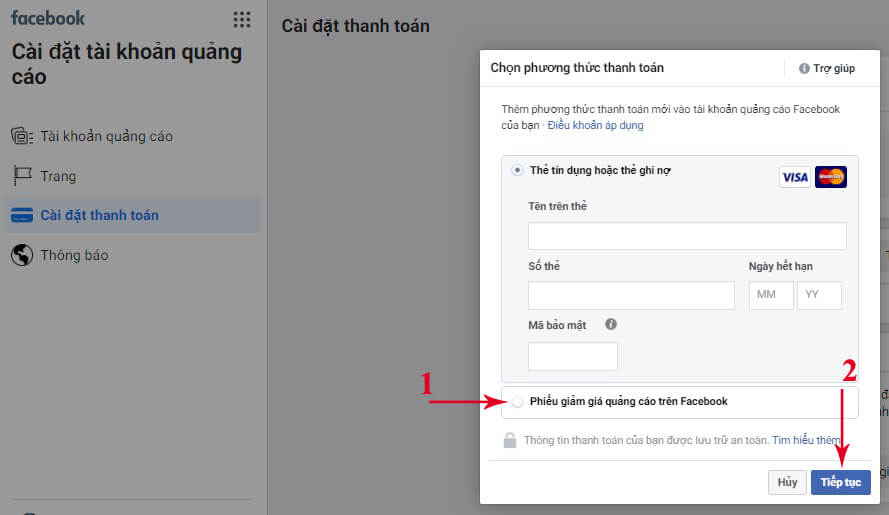 facebook
Cài đặt tài khoản quảng
cáo
Tài khoản quảng cáo
Trang
Cài đặt thanh toán
Thông báo
Cài đặt thanh toán
Chọn phương thức thanh toán
Trợ giúp
Thêm phương thức thanh toán mới vào tài khoản quảng cáo Facebook
của bạn · Điều khoản áp dụng
Thẻ tín dụng hoặc thẻ ghi nợ
VISA
MasterCard
Tên trên thẻ
Số thẻ
Ngày hết hạn
MM
YY
Mã bảo mật
1
2
Phiếu giảm giá quảng cáo trên Facebook
Thông tin thanh toán của bạn được lưu trữ an toàn. Tìm hiểu thêm
Hủy
Tiếp tục